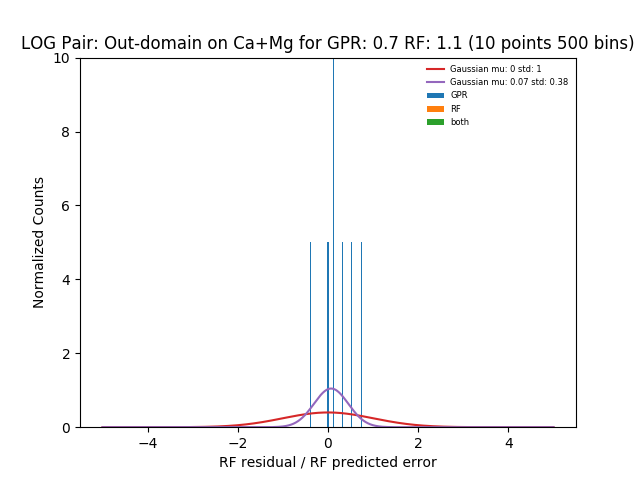 LOG Pair: Out-domain on Ca+Mg for GPR: 0.7 RF: 1.1 (10 points 500 bins)
Gaussian mu: 0 std: 1
Gaussian mu: 0.07 std: 0.38
GPR
RF
both
Normalized Counts
10
8
6
4
2
0
−4
−2
0
2
4
RF residual / RF predicted error